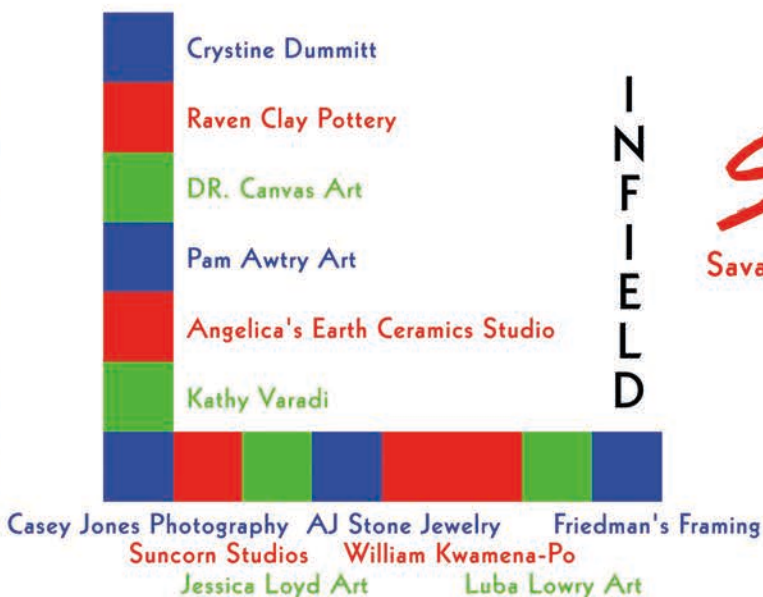 Crystine Dummitt
Raven Clay Pottery
DR. Canvas Art
Pam Awtry Art
Angelica's Earth Ceramics Studio
Kathy Varadi
INFIELD
Casey Jones Photography AJ Stone Jewelry Friedman's Framing
Suncorn Studios William Kwamena-Po
Jessica Loyd Art Luba Lowry Art